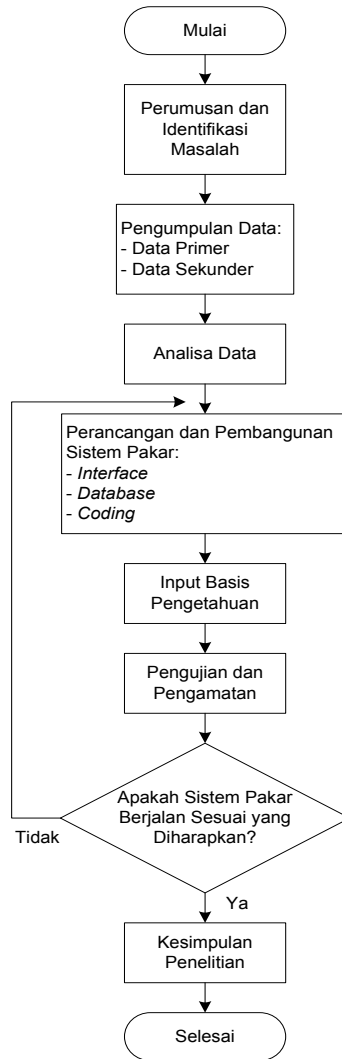 Mulai
Perumusan dan
Identifikasi
Masalah
Pengumpulan Data:
- Data Primer
- Data Sekunder
Analisa Data
Perancangan dan Pembangunan
Sistem Pakar:
- Interface
- Database
- Coding
Input Basis
Pengetahuan
Pengujian dan
Pengamatan
Apakah Sistem Pakar
Berjalan Sesuai yang
Diharapkan?
Tidak
Ya
Kesimpulan
Penelitian
Selesai